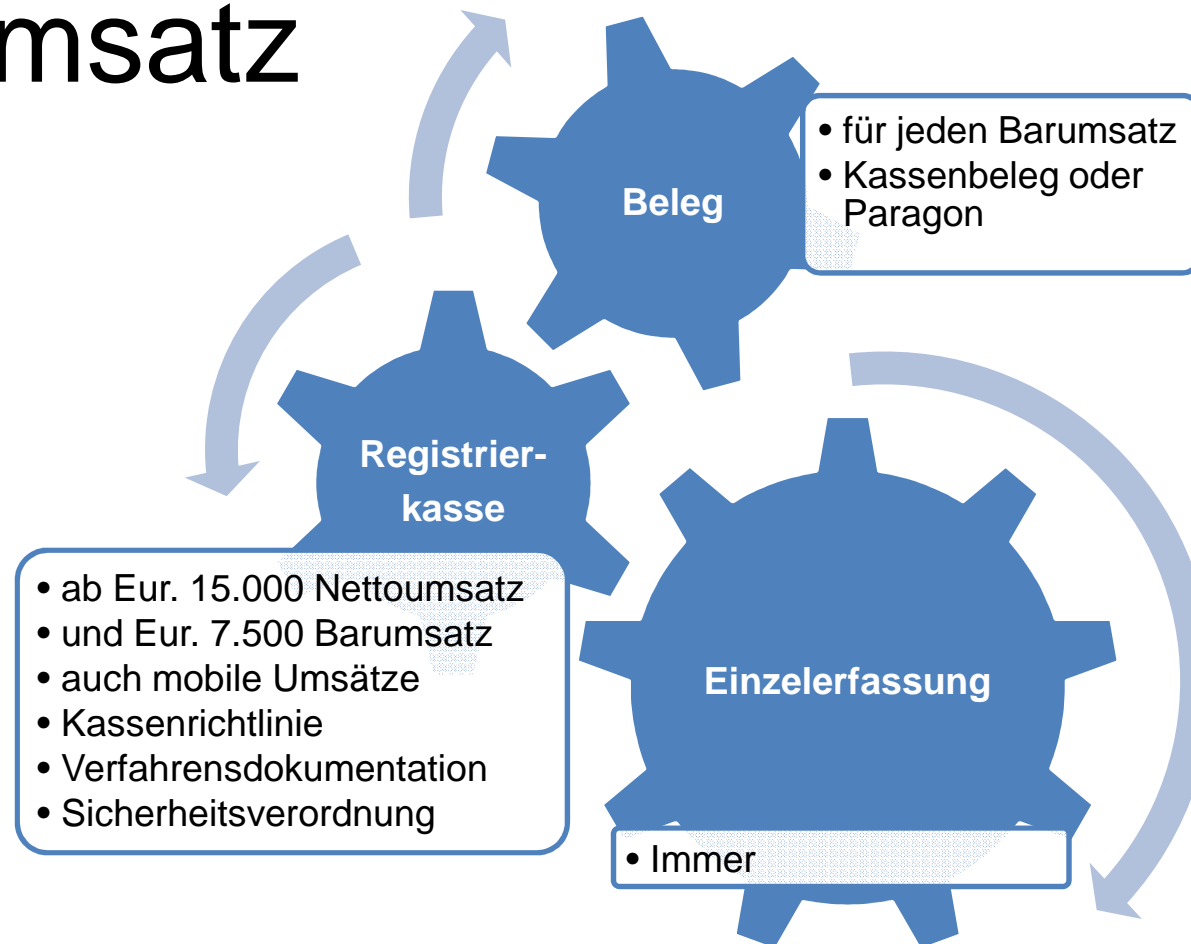 msatz
Beleg
• für jeden Barumsatz
• Kassenbeleg oder
Paragon
Registrier-
kasse
• ab Eur. 15.000 Nettoumsatz
• und Eur. 7.500 Barumsatz
• auch mobile Umsätze
• Kassenrichtlinie
• Verfahrensdokumentation
• Sicherheitsverordnung
Einzelerfassung
• Immer